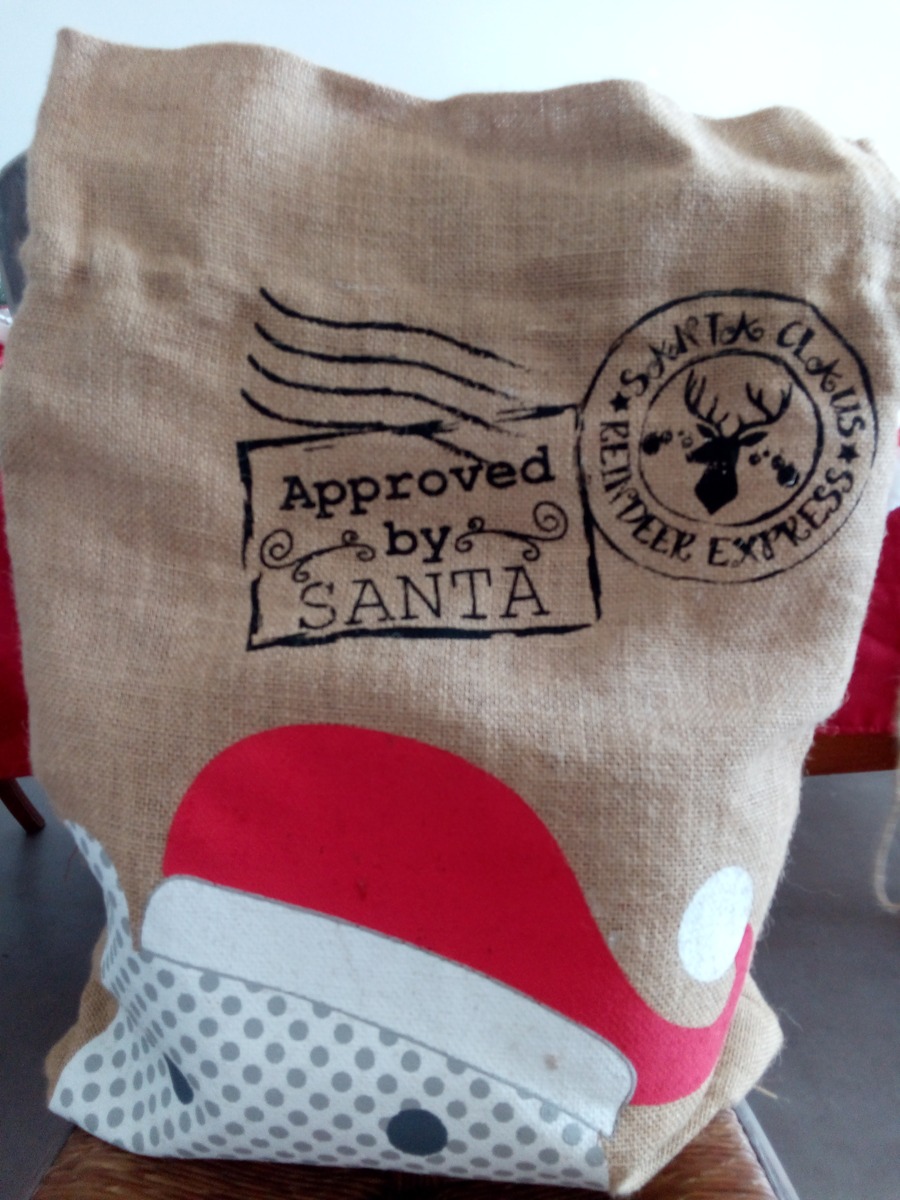 Approved
by
SANTA
SANTA CLAUS
REINDEER EXPRESS